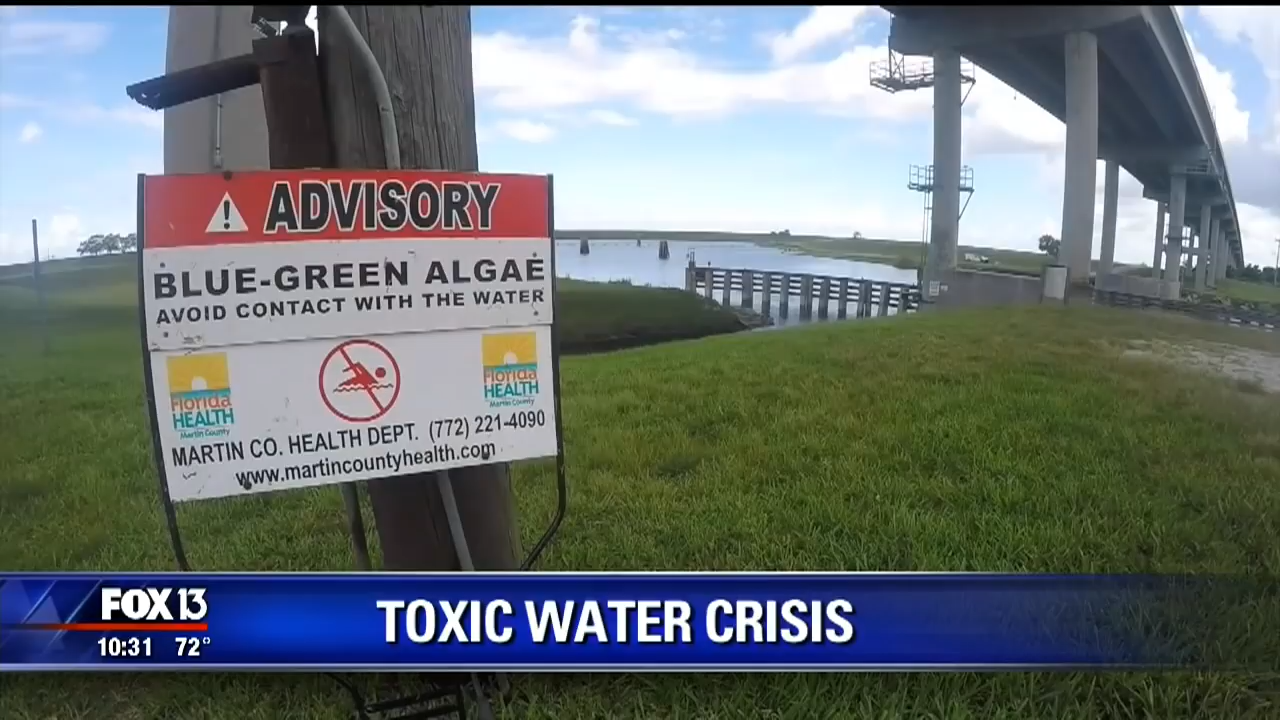 ADVISORY
BLUE-GREEN ALGAE
AVOID CONTACT WITH THE WATER
Florida Florida
HEALTH HEALTH
Martin County Martin County
MARTIN CO. HEALTH DEPT. (772) 221-4090
www.martincountyhealth.com
FOX 13
10:31 72°
TOXIC WATER CRISIS